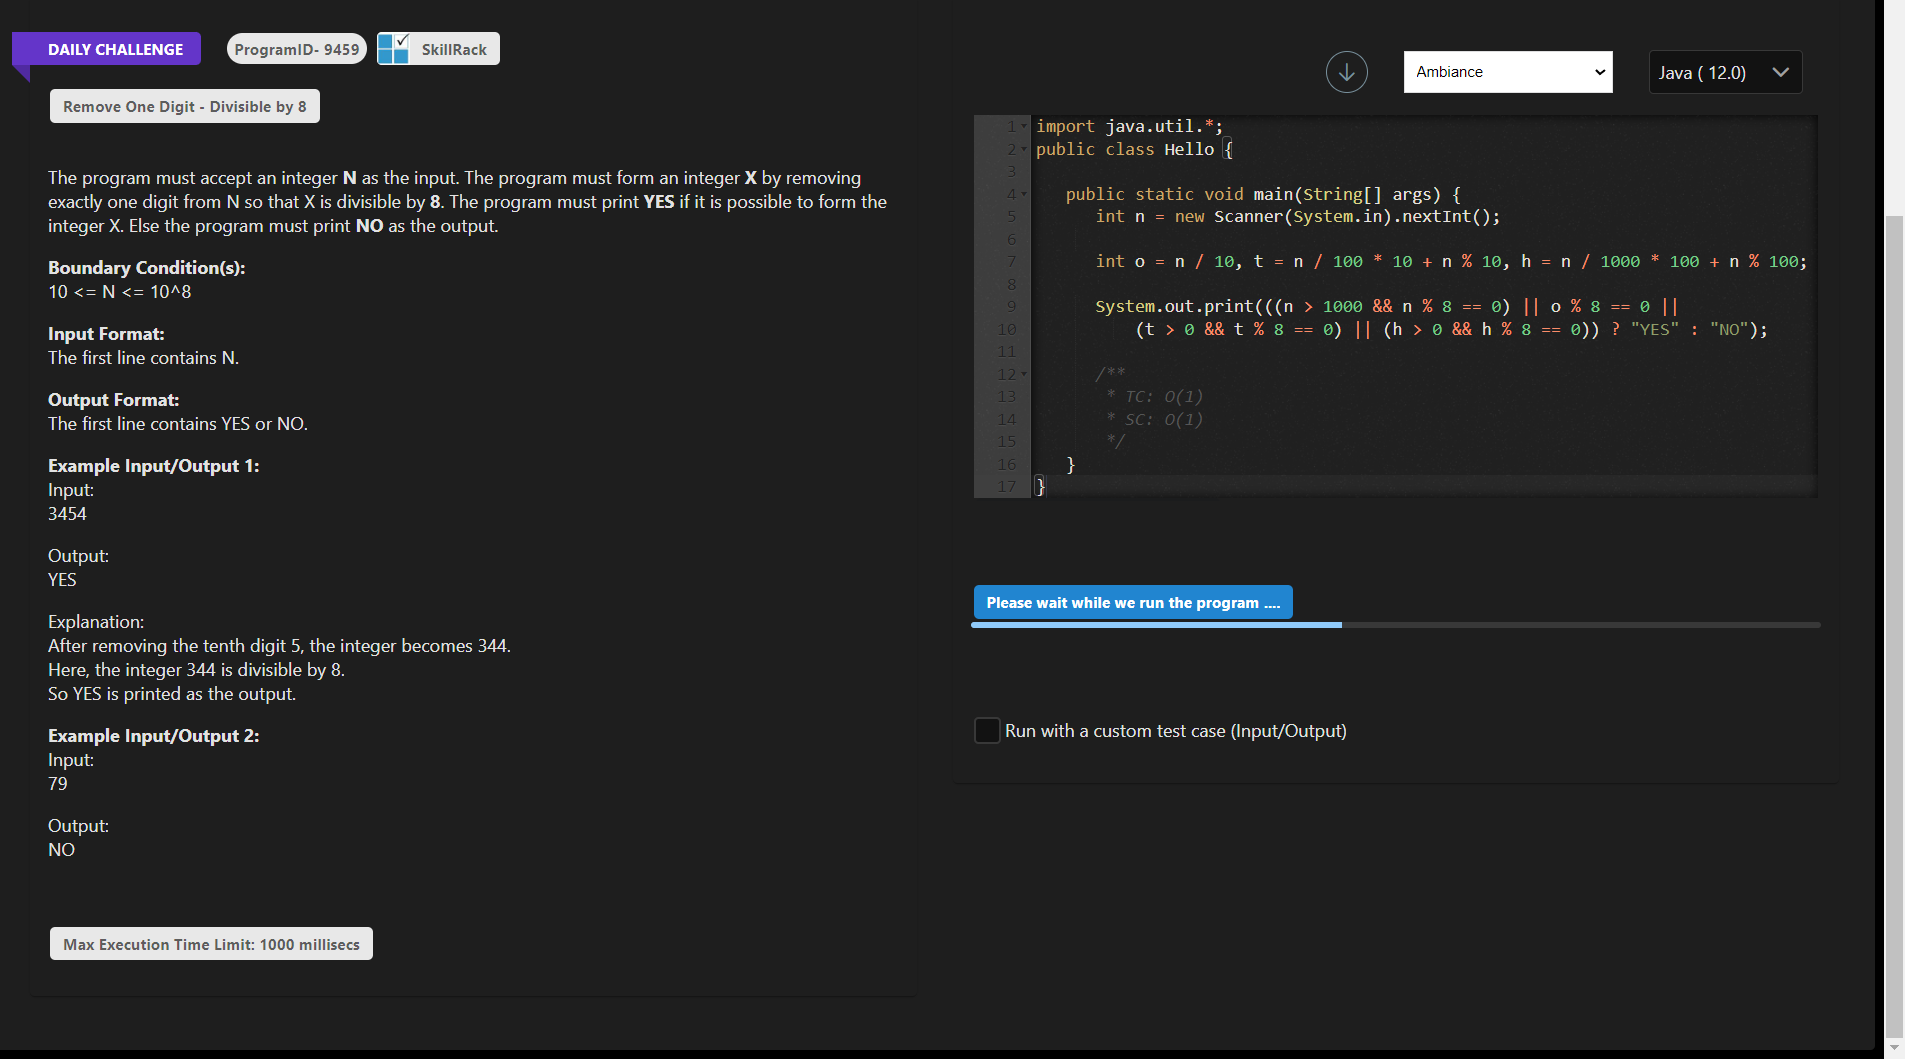 DAILY CHALLENGE
ProgramID- 9459
SkillRack
Remove One Digit - Divisible by 8
The program must accept an integer N as the input. The program must form an integer X by removing
exactly one digit from N so that X is divisible by 8. The program must print YES if it is possible to form the
integer X. Else the program must print NO as the output.
Boundary Condition(s):
10 <= N <= 10^8
Input Format:
The first line contains N.
Output Format:
The first line contains YES or NO.
Example Input/Output 1:
Input:
3454
Output:
YES
Explanation:
After removing the tenth digit 5, the integer becomes 344.
Here, the integer 344 is divisible by 8.
So YES is printed as the output.
Example Input/Output 2:
Input:
79
Output:
NO
Max Execution Time Limit: 1000 millisecs
Ambiance
Java ( 12.0)
1 import java.util.*;
2 public class Hello {
3
4 public static void main(String[] args) {
5 int n = new Scanner(System.in).nextInt();
6
7 int o = n / 10, t = n / 100 * 10 + n % 10, h = n / 1000 * 100 + n % 100;
8
9 System.out.print(((n > 1000 && n % 8 == 0) || o % 8 == 0 ||
10 (t > 0 && t % 8 == 0) || (h > 0 && h % 8 == 0)) ? "YES" : "NO");
11
12 /**
13 * TC: O(1)
14 * SC: O(1)
15 */
16 }
17 }
Please wait while we run the program ....
Run with a custom test case (Input/Output)